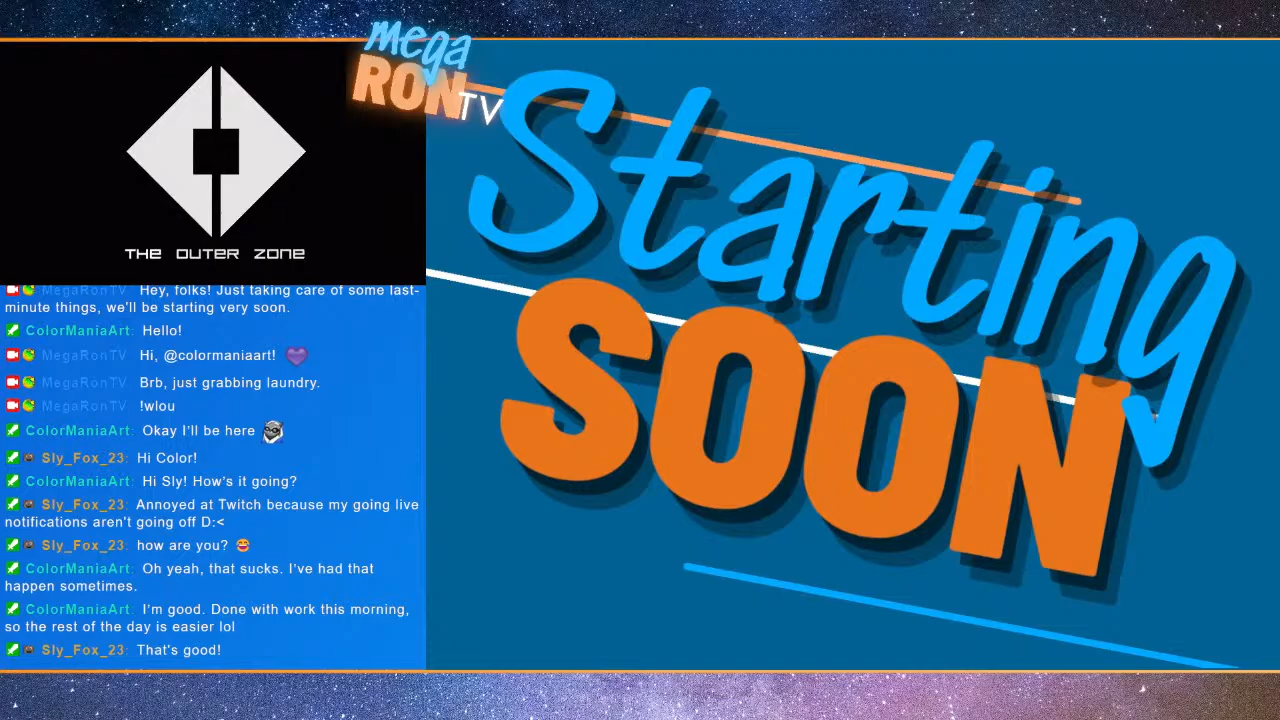 mega
RON
TV
Starting
SOON
THE OUTER ZONE
MegaRonTV Hey, folks! Just taking care of some last-
minute things, we'll be starting very soon.
ColorManiaArt: Hello!
MegaRonTV Hi, @colormaniaart!
MegaRonTV Brb, just grabbing laundry.
MegaRonTV !wlou
ColorManiaArt: Okay I'll be here
Sly_Fox_23: Hi Color!
ColorManiaArt: Hi Sly! How's it going?
Sly_Fox_23: Annoyed at Twitch because my going live
notifications aren't going off D:<
Sly_Fox_23: how are you?
ColorManiaArt: Oh yeah, that sucks. I've had that
happen sometimes.
ColorManiaArt: I'm good. Done with work this morning,
so the rest of the day is easier lol
Sly_Fox_23: That's good!